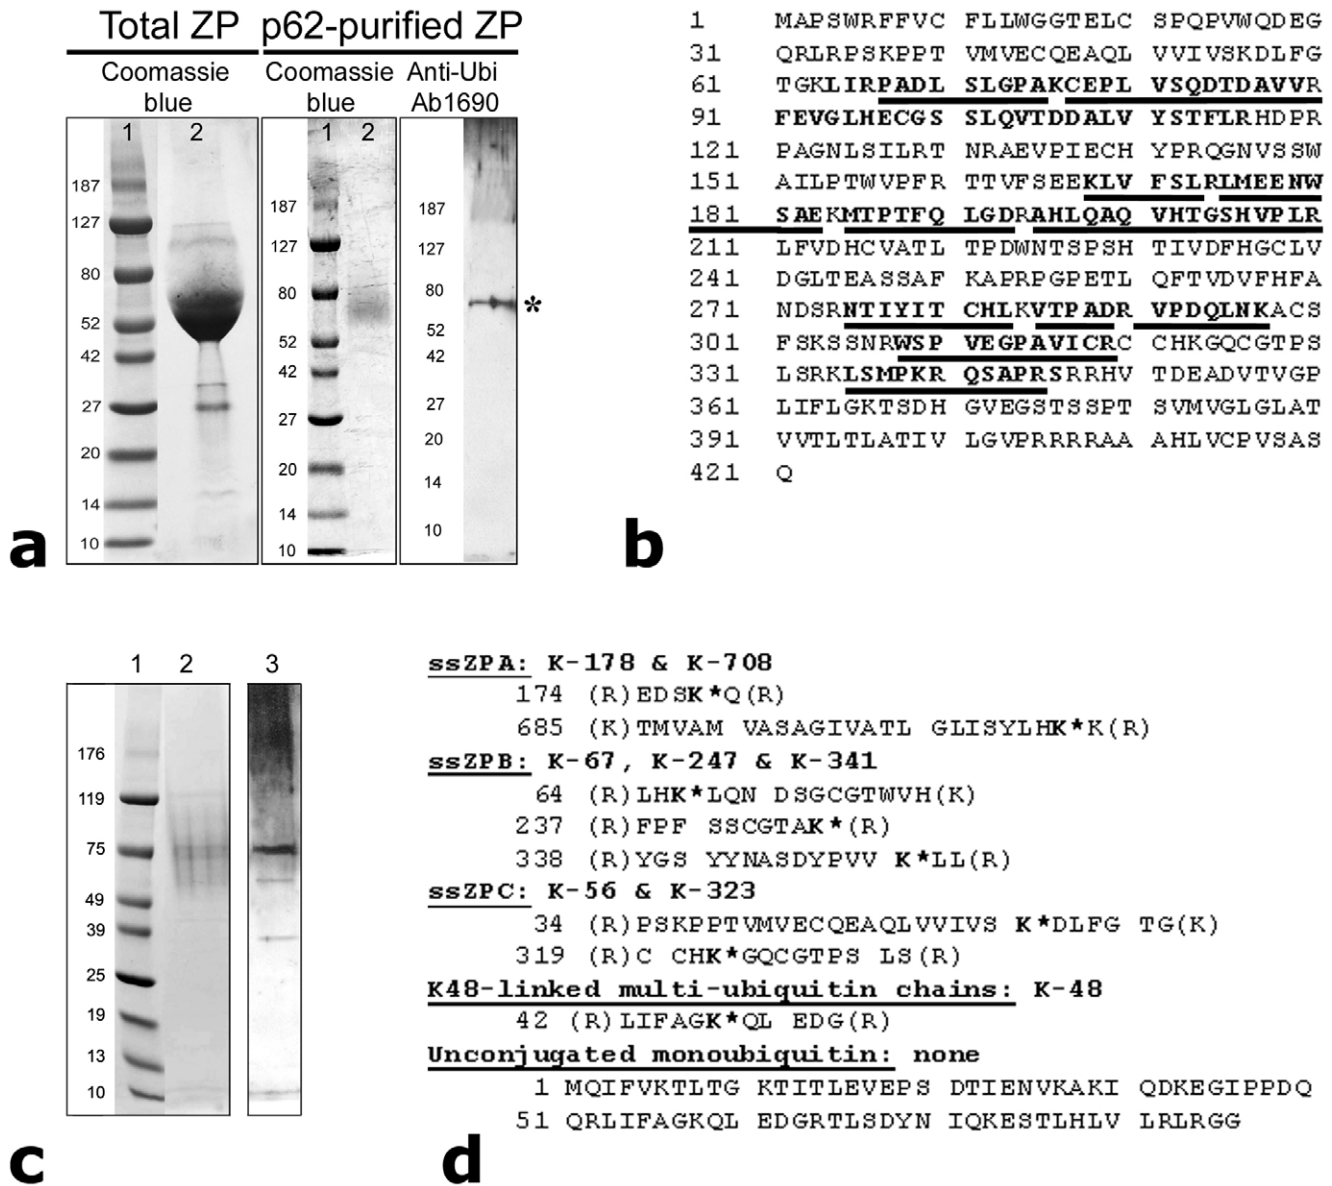 Total ZP
p62-purified ZP
Coomassie blue
Coomassie blue
Anti-Ubi Ab1690
1 2
187
127
80
52
42
27
20
14
10
1 2
187
127
80
52
42
27
20
14
10
187
127
80
52
42
27
20
14
10
*
a
1 MAPSWRFFVC FLLWGGTELC SPQPVWQDEG
31 QRLRPSKPPT VMVECQEAQL VVIVSKDLFG
61 TGKLIRPADL SLGPAKCEPL VSQDTDAVVR
91 FEVGLHECGS SLQVTDDALV YSTFLRHDPR
121 PAGNLSILRT NRAEVPIECH YPRQGNVSSW
151 AILPTWVPFR TTVFSEEKLV FSLRLMEENW
181 SAEKMTPTFQ LGDRAHLQAQ VHTGSHVPLR
211 LFVDHCVATL TPDWNTSPSH TIVDFHGCLV
241 DGLTEASSAF KAPRPGPETL QFTVDVFHFA
271 NDSRNTIYIT CHLKVTPADR VPDQLNKACS
301 FSKSSNRWSP VEGPAVICRC CHKGQCGTPS
331 LSRKLSMPKR QSAPRSRRHV TDEADVTVGP
361 LIFLGKTSDH GVEGSTSSPT SVMVGLGLAT
391 VVTLTLATIV LGVPRRRRAA AHLVCPVSAS
421 Q
b
1 2 3
176
119
75
49
39
25
19
13
10
c
ssZPA: K-178 & K-708
174 (R)EDSK*Q(R)
685 (K)TMVAM VASAGIVATL GLISYLHK*K(R)
ssZPB: K-67, K-247 & K-341
64 (R)LHK*LQN DSGCGTWVH(K)
237 (R)FPF SSCGTAK*(R)
338 (R)YGS YYNASDYPVV K*LL(R)
ssZPC: K-56 & K-323
34 (R)PSKPPTVMVECQEAQLVVIVS K*DLFG TG(K)
319 (R)C CHK*GQCGTPS LS(R)
K48-linked multi-ubiquitin chains: K-48
42 (R)LIFAGK*QL EDG(R)
Unconjugated monoubiquitin: none
1 MQIFVKTLTG KTITLEVEPS DTIENVKAKI QDKEGIPPDQ
51 QRLIFAGKQL EDGRTLSDYN IQKESTLHLV LRLRGG
d